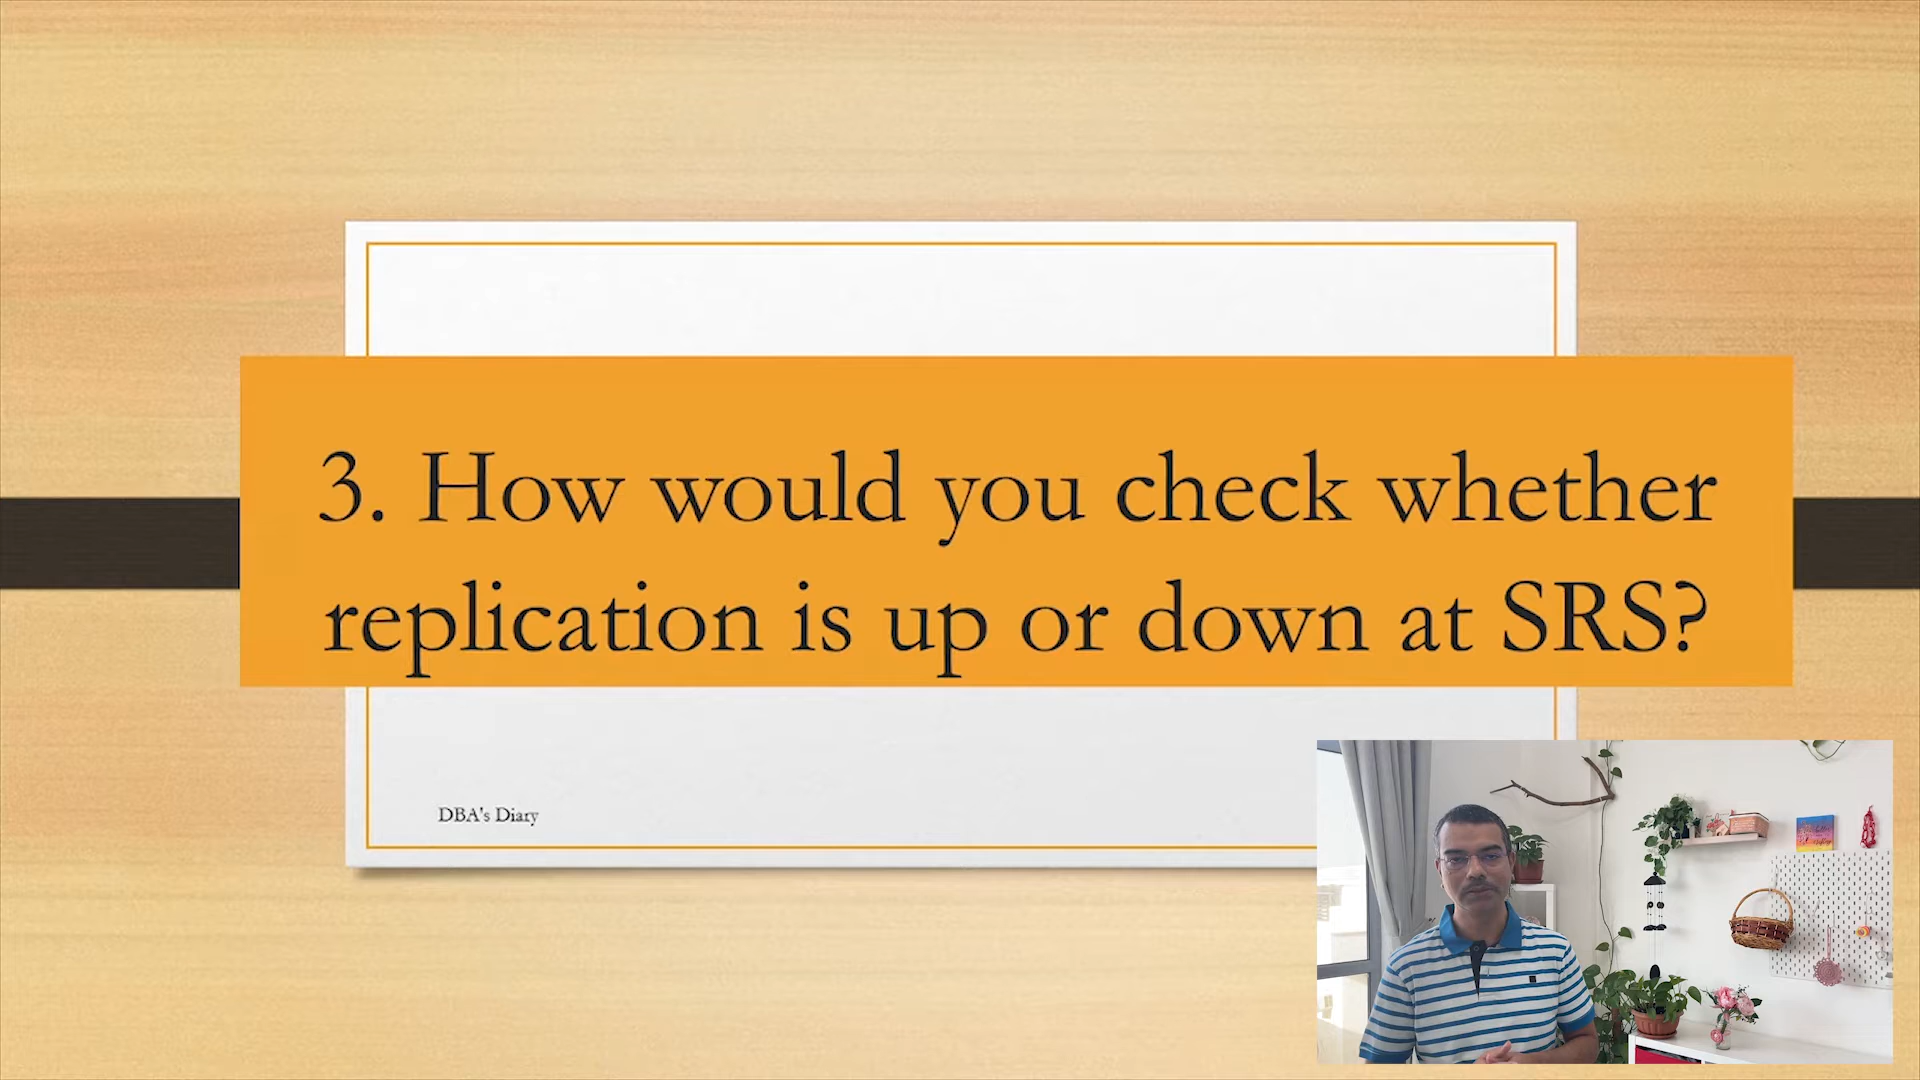 3. How would you check whether
replication is up or down at SRS?
DBA's Diary